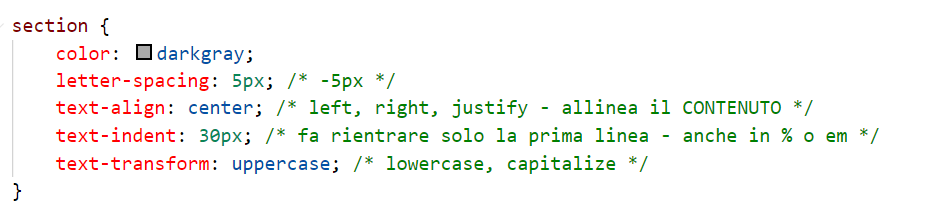 section {
color: darkgray;
letter-spacing: 5px; /* -5px */
text-align: center; /* left, right, justify - allinea il CONTENUTO */
text-indent: 30px; /* fa rientrare solo la prima linea - anche in % o em */
text-transform: uppercase; /* lowercase, capitalize */
}